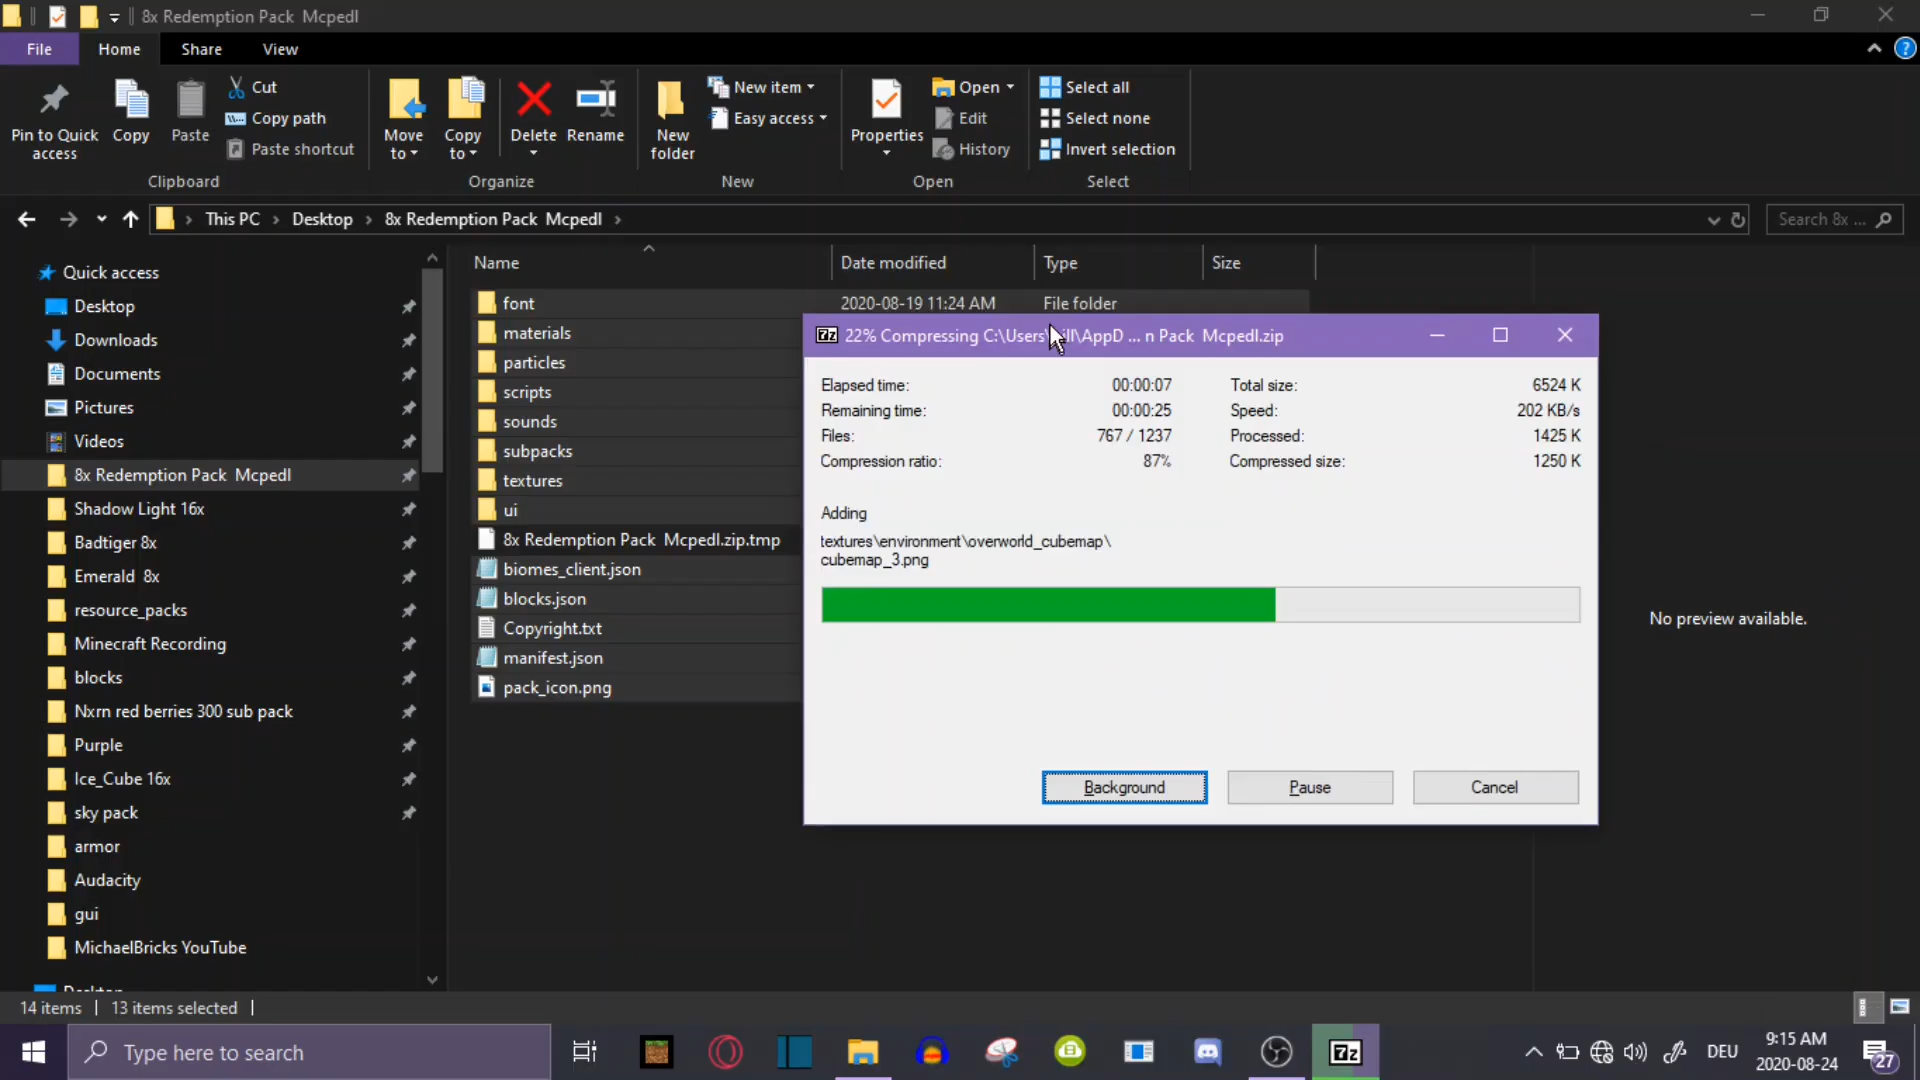 8x Redemption Pack  Mcpedl
File
Home
Share
View
Pin to Quick access
Copy
Paste
Cut
Copy path
Paste shortcut
Clipboard
Move to
Copy to
Delete
Rename
Organize
New folder
New item
Easy access
New
Properties
Open
Edit
History
Open
Select all
Select none
Invert selection
Select
This PC
Desktop
8x Redemption Pack  Mcpedl
Search 8x ...
Quick access
Desktop
Downloads
Documents
Pictures
Videos
8x Redemption Pack  Mcpedl
Shadow Light 16x
Badtiger 8x
Emerald  8x
resource_packs
Minecraft Recording
blocks
Nxrn red berries 300 sub pack
Purple
Ice_Cube 16x
sky pack
armor
Audacity
gui
MichaelBricks YouTube
Desktop
Name
Date modified
Type
Size
font
2020-08-19 11:24 AM
File folder
materials
particles
scripts
sounds
subpacks
textures
ui
8x Redemption Pack  Mcpedl.zip.tmp
biomes_client.json
blocks.json
Copyright.txt
manifest.json
pack_icon.png
7z
22% Compressing C:\Users\ ill\AppD ... n Pack  Mcpedl.zip
Elapsed time:
00:00:07
Total size:
6524 K
Remaining time:
00:00:25
Speed:
202 KB/s
Files:
767 / 1237
Processed:
1425 K
Compression ratio:
87%
Compressed size:
1250 K
Adding
textures\environment\overworld_cubemap\
cubemap_3.png
Background
Pause
Cancel
No preview available.
14 items
13 items selected
Type here to search
7z
DEU
9:15 AM
2020-08-24
27